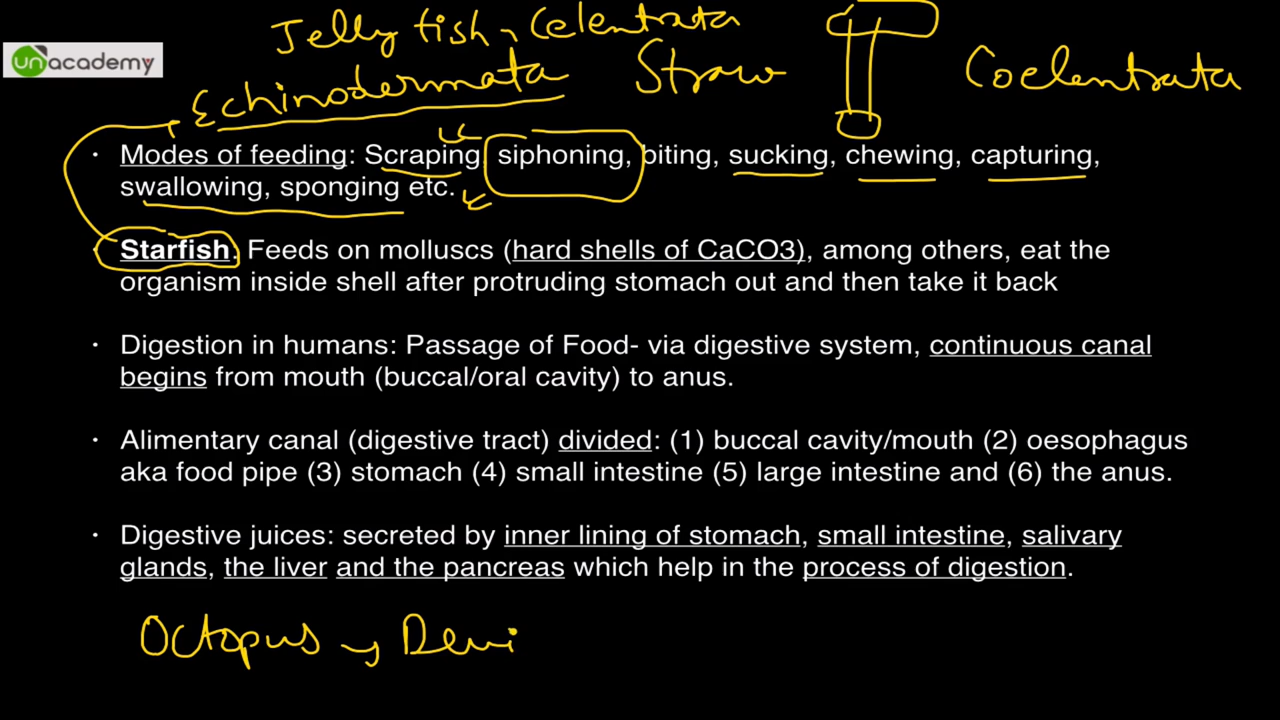 Jelly fish, Celentrata
unacademy
Echinodermata Straw Coelentrata
• Modes of feeding: Scraping, siphoning, biting, sucking, chewing, capturing,
swallowing, sponging etc.
• Starfish: Feeds on molluscs (hard shells of CaCO3), among others, eat the
organism inside shell after protruding stomach out and then take it back
• Digestion in humans: Passage of Food- via digestive system, continuous canal
begins from mouth (buccal/oral cavity) to anus.
• Alimentary canal (digestive tract) divided: (1) buccal cavity/mouth (2) oesophagus
aka food pipe (3) stomach (4) small intestine (5) large intestine and (6) the anus.
• Digestive juices: secreted by inner lining of stomach, small intestine, salivary
glands, the liver and the pancreas which help in the process of digestion.
Octopus → Devi